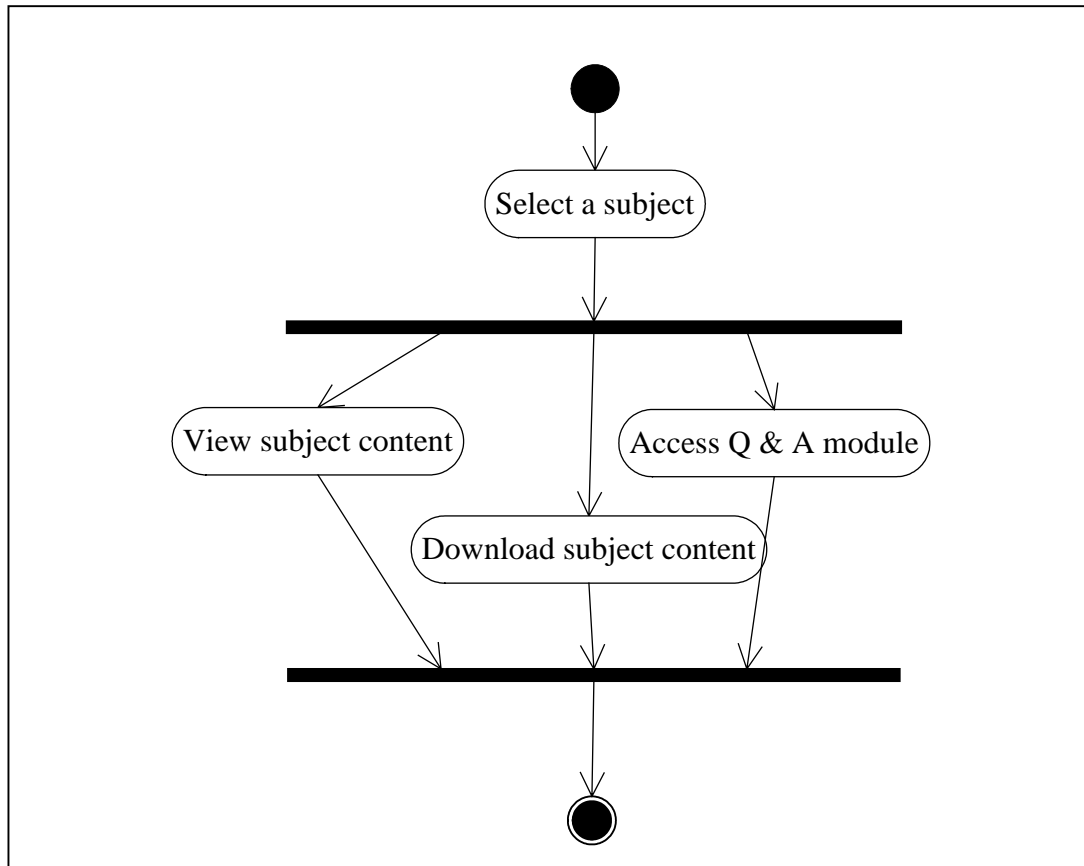 Select a subject
View subject content
Access Q & A module
Download subject content